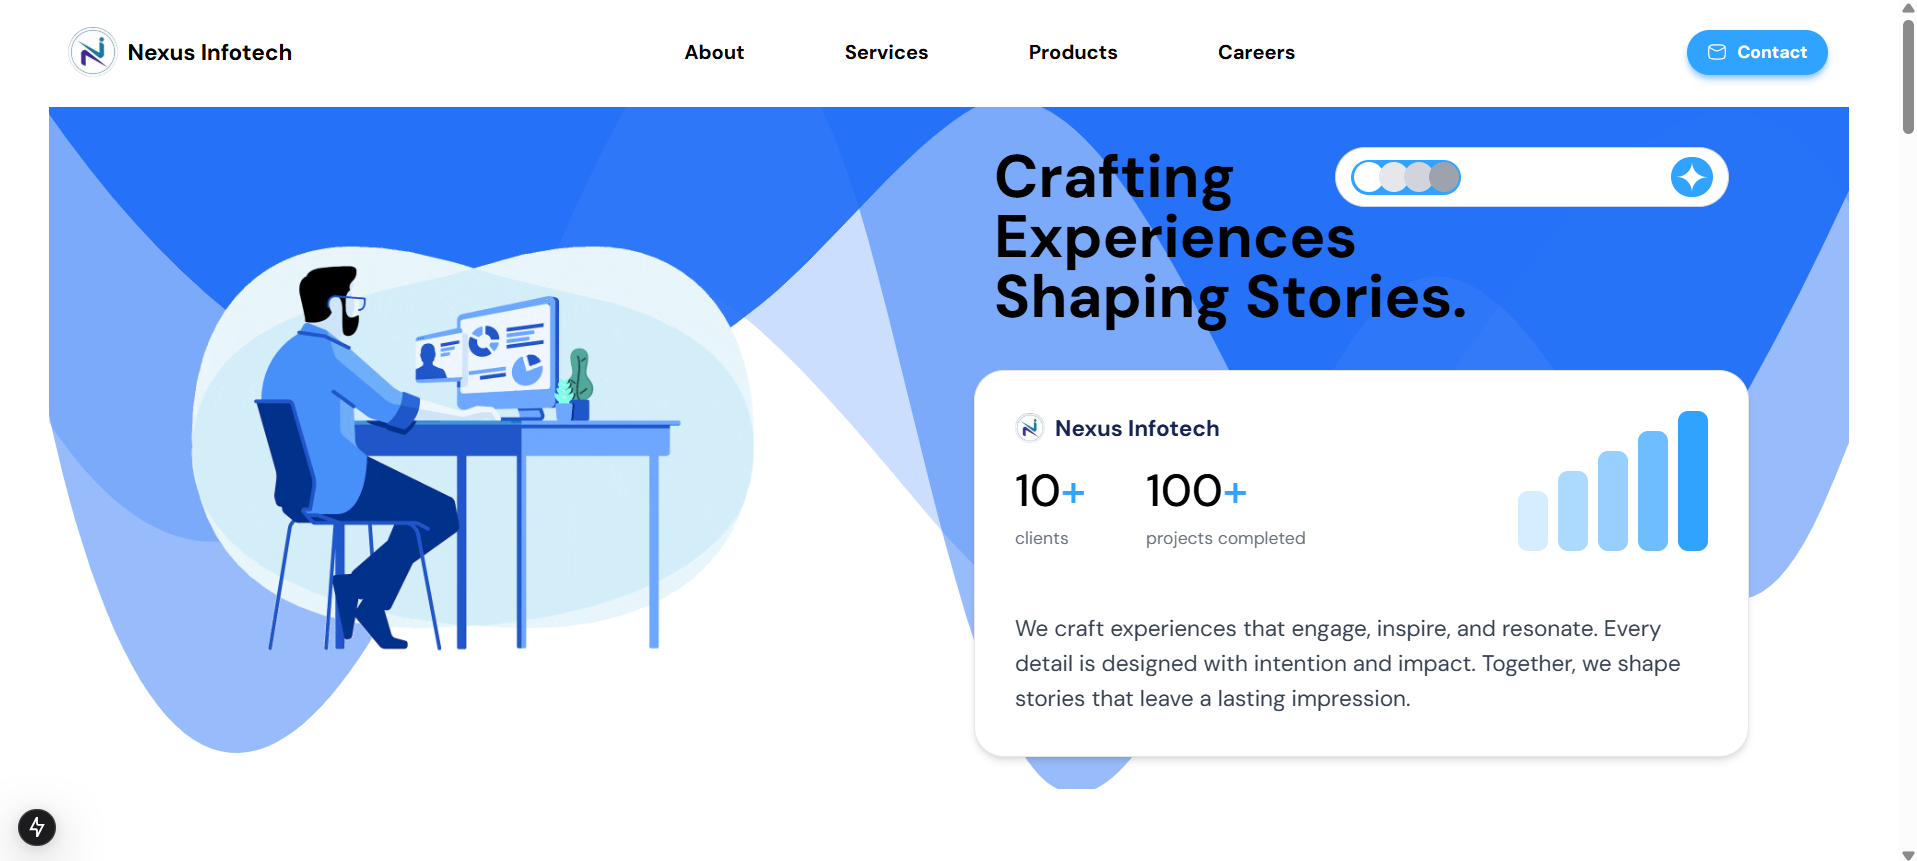 Nexus Infotech
About
Services
Products
Careers
Contact
Crafting
Experiences
Shaping Stories.
Nexus Infotech
10+
100+
clients
projects completed
We craft experiences that engage, inspire, and resonate. Every
detail is designed with intention and impact. Together, we shape
stories that leave a lasting impression.